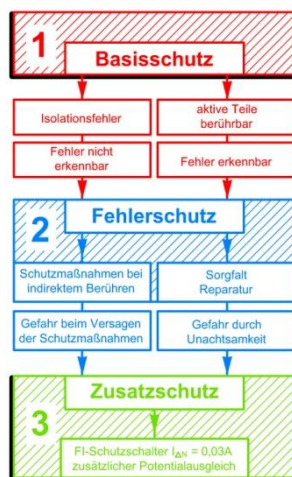 1
Basisschutz
Isolationsfehler
aktive Teile
berührbar
Fehler nicht
erkennbar
Fehler erkennbar
2
Fehlerschutz
Schutzmaßnahmen bei
indirektem Berühren
Sorgfalt
Reparatur
Gefahr beim Versagen
der Schutzmaßnahmen
Gefahr durch
Unachtsamkeit
3
Zusatzschutz
FI-Schutzschalter IΔN = 0,03A
zusätzlicher Potentialausgleich